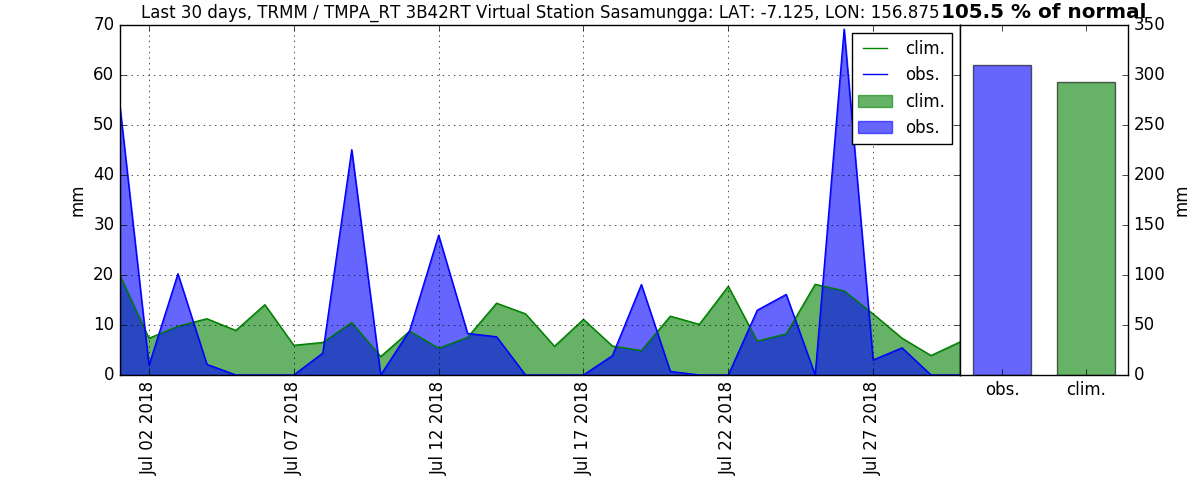 Last 30 days, TRMM / TMPA_RT 3B42RT Virtual Station Sasamungga: LAT: -7.125, LON: 156.875
105.5 % of normal
70
60
50
40
30
20
10
0
mm
Jul 02 2018
Jul 07 2018
Jul 12 2018
Jul 17 2018
Jul 22 2018
Jul 27 2018
clim.
obs.
clim.
obs.
350
300
250
200
150
100
50
0
mm
obs.
clim.